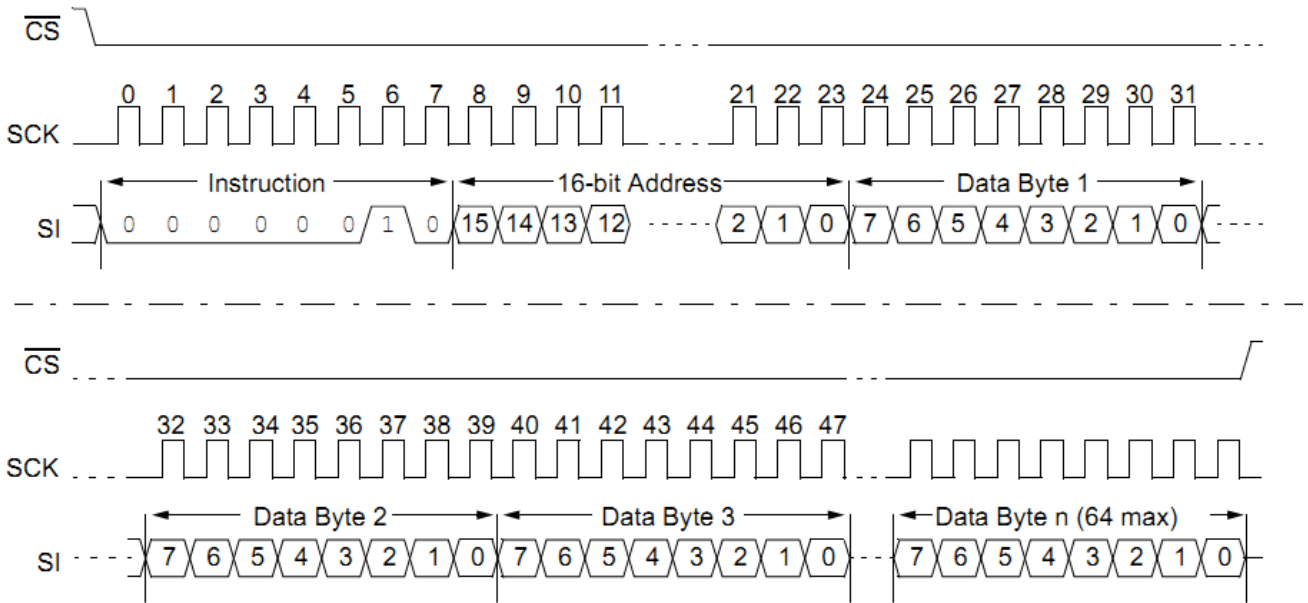 CS
0 1 2 3 4 5 6 7 8 9 10 11 21 22 23 24 25 26 27 28 29 30 31
SCK
Instruction 16-bit Address Data Byte 1
SI 0 0 0 0 0 0 1 0 15 14 13 12 2 1 0 7 6 5 4 3 2 1 0
CS
32 33 34 35 36 37 38 39 40 41 42 43 44 45 46 47
SCK
Data Byte 2 Data Byte 3 Data Byte n (64 max)
SI 7 6 5 4 3 2 1 0 7 6 5 4 3 2 1 0 7 6 5 4 3 2 1 0